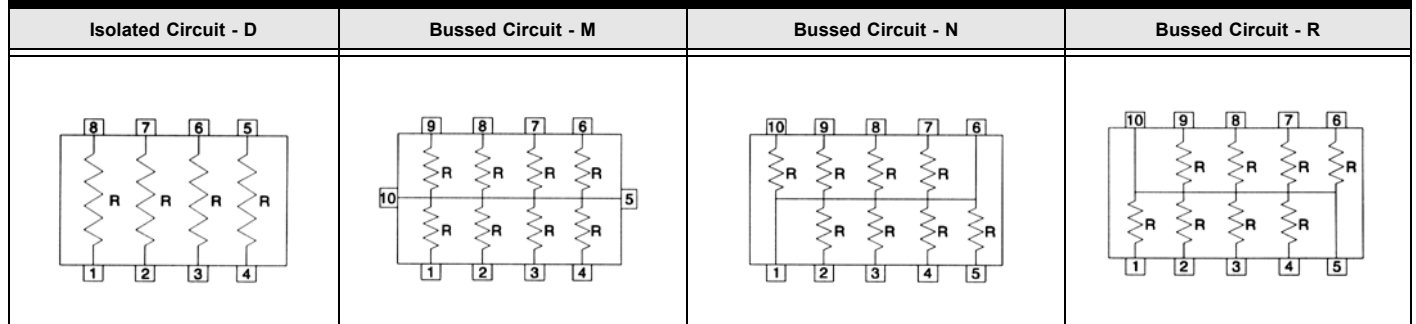 Isolated Circuit - D
8 7 6 5
R R R R
1 2 3 4
Bussed Circuit - M
9 8 7 6
R R R R
10 5
R R R R
1 2 3 4
Bussed Circuit - N
10 9 8 7 6
R R R R
R R R R
1 2 3 4 5
Bussed Circuit - R
10 9 8 7 6
R R R R
R R R R
1 2 3 4 5